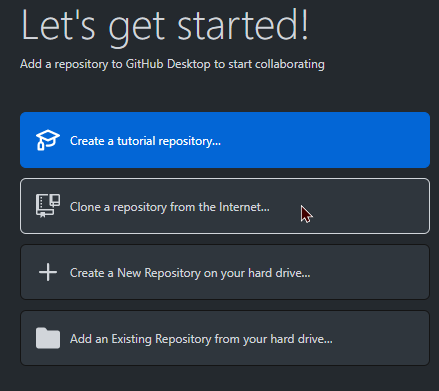 Let's get started!
Add a repository to GitHub Desktop to start collaborating
Create a tutorial repository...
Clone a repository from the Internet...
Create a New Repository on your hard drive...
Add an Existing Repository from your hard drive...